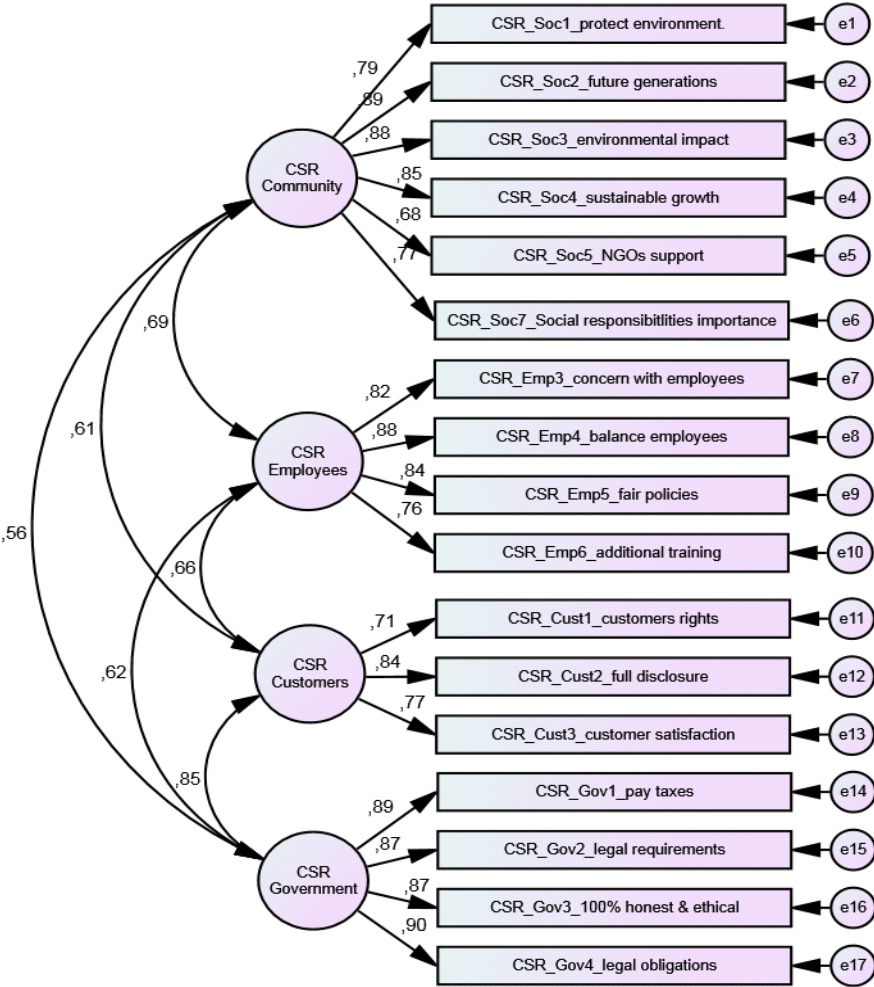 CSR_Soc1_protect environment.
e1
,79
CSR_Soc2_future generations
e2
,89
CSR_Soc3_environmental impact
e3
,88
CSR
Community
CSR_Soc4_sustainable growth
e4
,85
CSR_Soc5_NGOs support
e5
,68
,77
CSR_Soc7_Social responsibitlities importance
e6
,69
CSR_Emp3_concern with employees
e7
,82
,61
CSR_Emp4_balance employees
e8
,88
CSR
Employees
CSR_Emp5_fair policies
e9
,84
,76
,56
CSR_Emp6_additional training
e10
,66
CSR_Cust1_customers rights
e11
,71
,62
CSR
Customers
CSR_Cust2_full disclosure
e12
,84
,77
CSR_Cust3_customer satisfaction
e13
,85
CSR_Gov1_pay taxes
e14
,89
CSR_Gov2_legal requirements
e15
,87
CSR
Government
CSR_Gov3_100% honest & ethical
e16
,87
,90
CSR_Gov4_legal obligations
e17